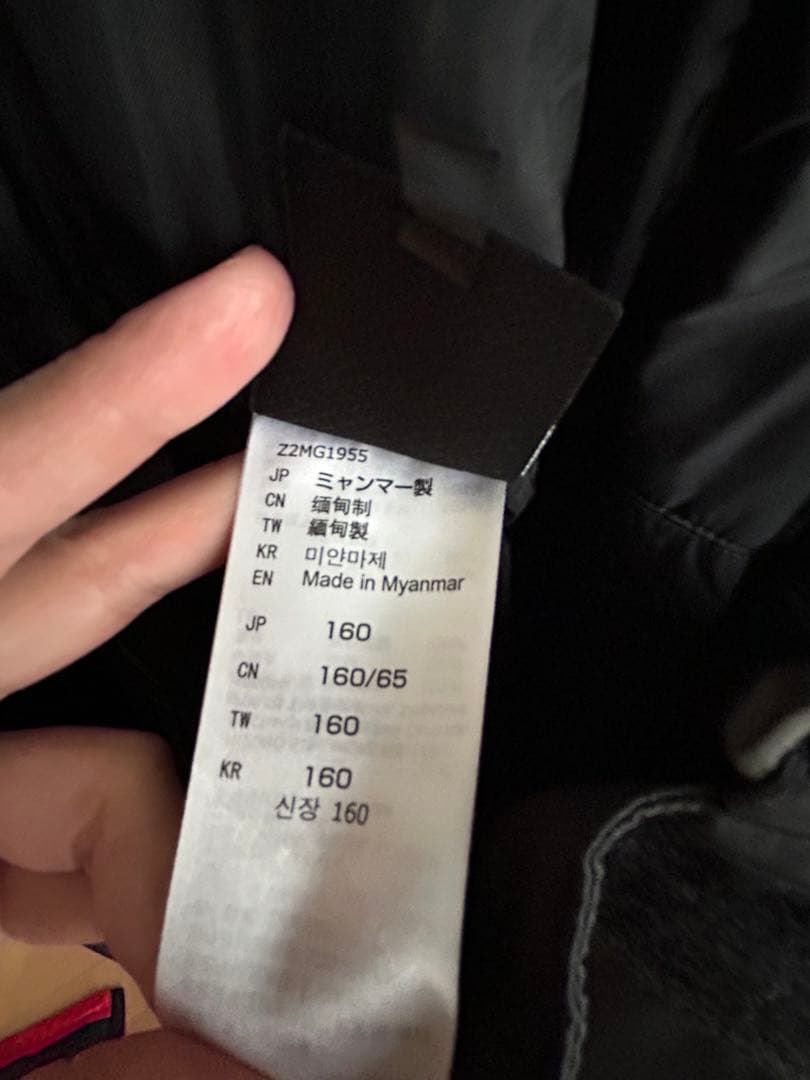 Z2MG1955
JP ミャンマー製
CN 缅甸制
TW 緬甸製
KR 미얀마제
EN Made in Myanmar
JP 160
CN 160/65
TW 160
KR 160
신장 160